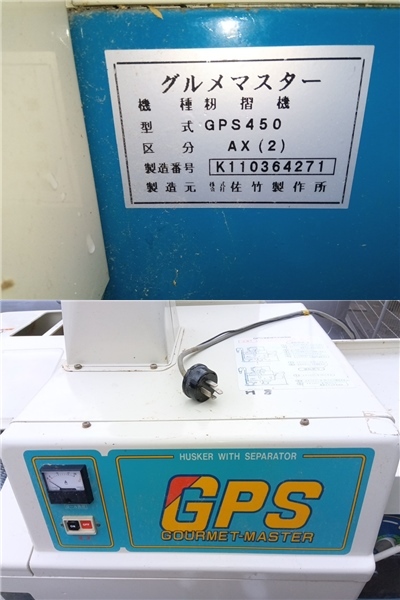 グルメマスター
機種 籾摺機
型式 GPS450
区分 AX(2)
製造番号 K110364271
製造元 株式会社 佐竹製作所
HUSKER WITH SEPARATOR
GPS
GOURMET-MASTER